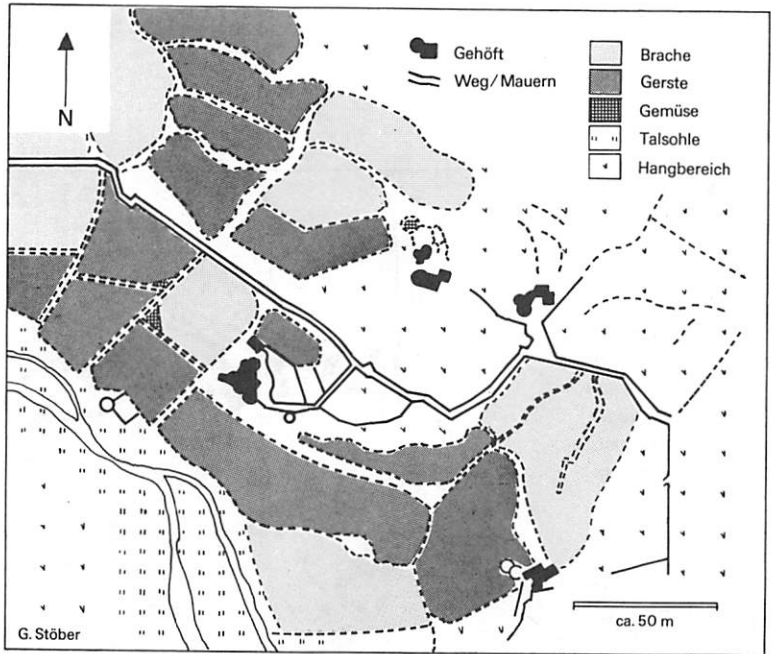 N
Gehöft
Weg/Mauern
Brache
Gerste
Gemüse
Talsohle
Hangbereich
G. Stöber
ca. 50 m